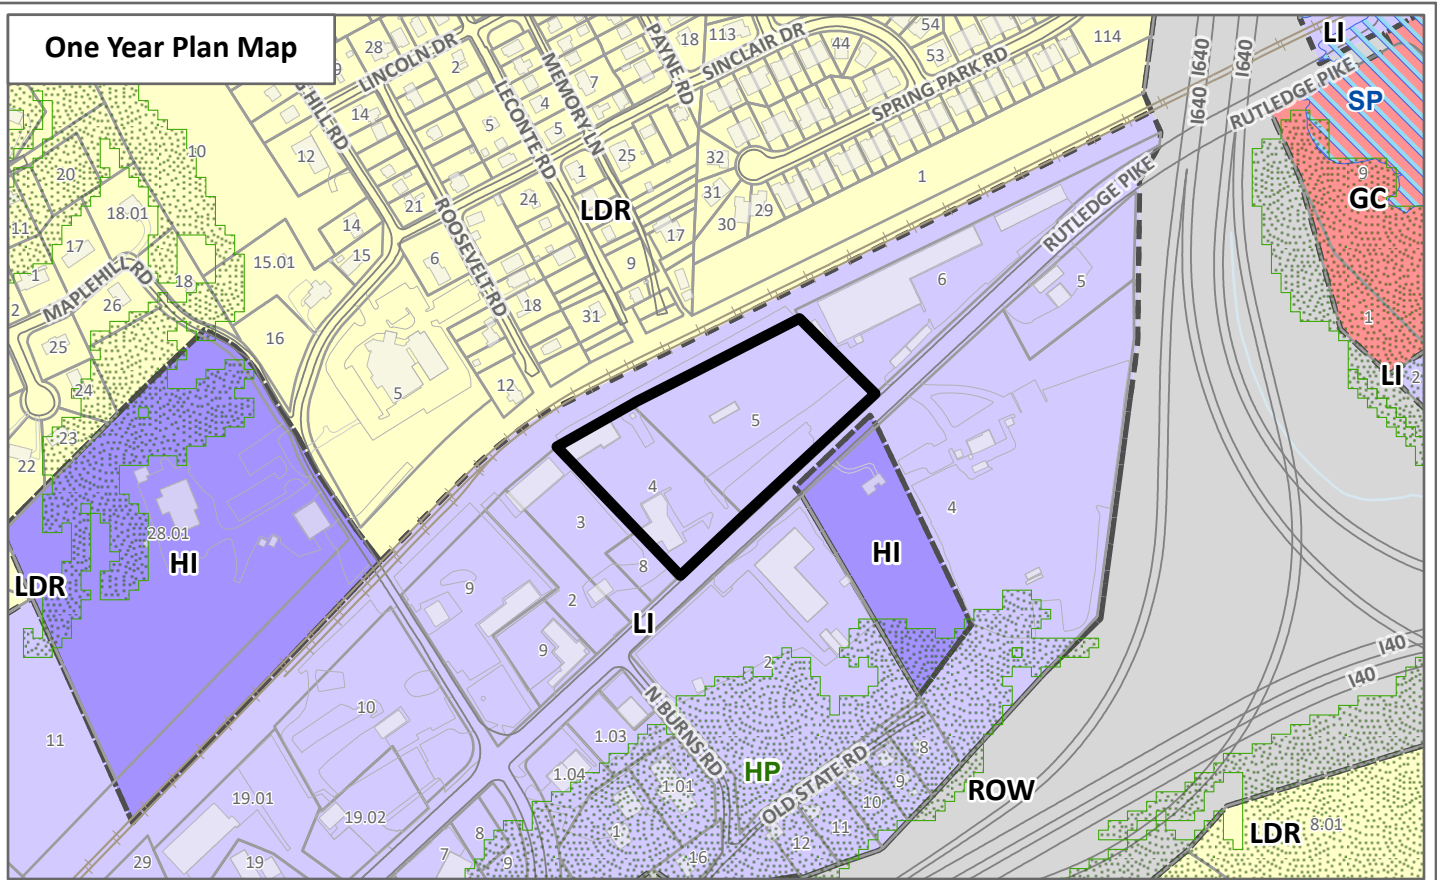 One Year Plan Map
28
LINCOLN DR
2
MEMORY LN
PAYNE RD
18
113
SINCLAIR DR
44
54
53
114
I640
I640
I640
LI
RUTLEDGE PIKE
SP
9
GC
1
LI
2
14
12
LECONTE RD
7
4
5
5
25
1
SPRING PARK RD
32
31
30
29
1
10
20
18.01
11
17
1
2
MAPLEHILL RD
26
18
25
24
23
22
15.01
16
14
15
21
24
LDR
ROOSEVELT RD
6
18
31
9
17
12
5
RUTLEDGE PIKE
6
5
5
4
3
8
2
9
9
LI
4
HI
28.01
HI
LDR
11
10
19.01
19.02
29
19
7
8
9
1.03
1.04
N BURNS RD
2
1.01
1
16
HP
OLD STATE RD
8
9
10
11
12
ROW
I40
I40
LDR
8.01